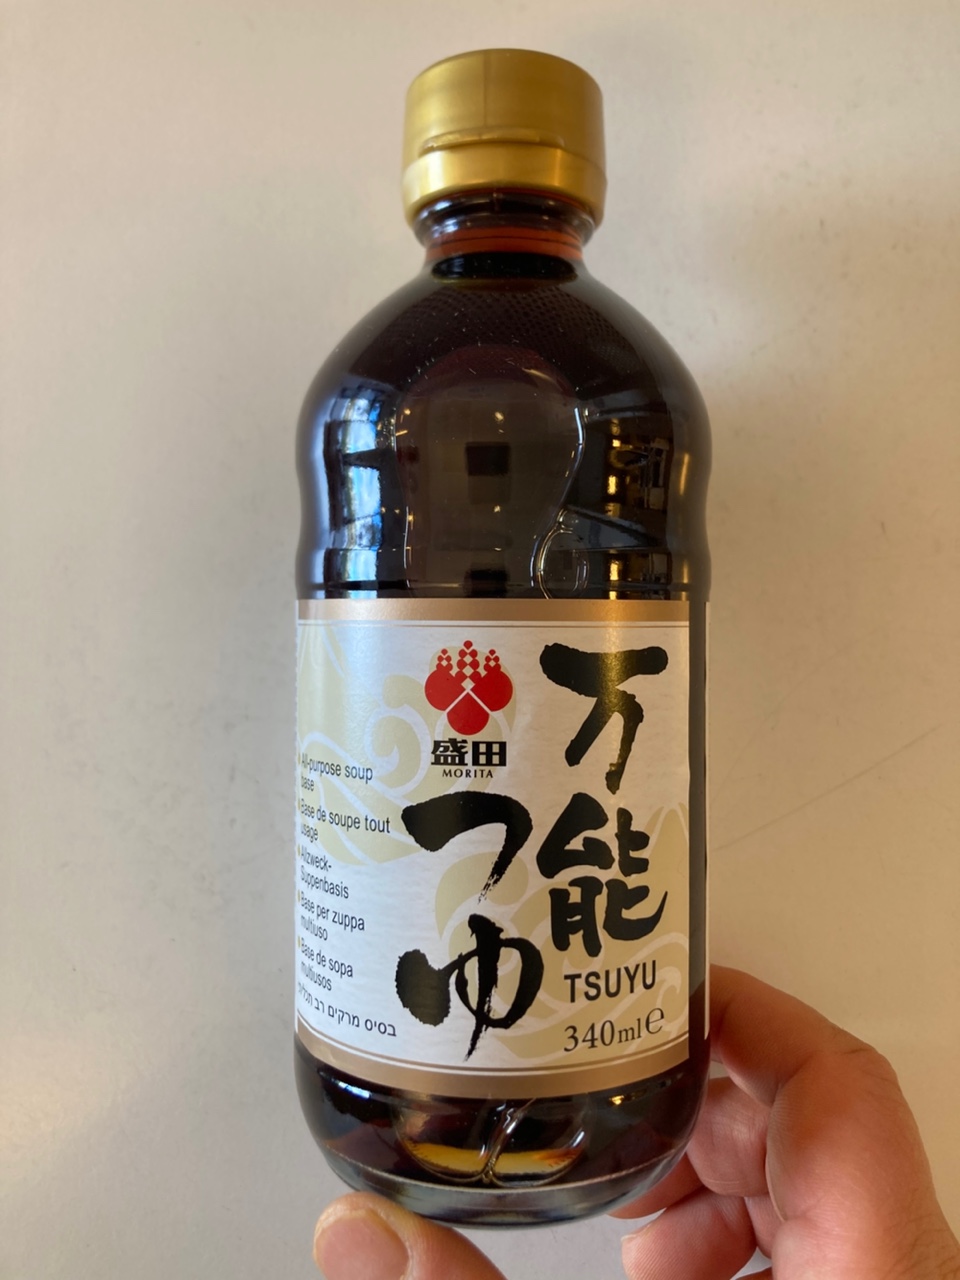 盛田
MORITA
万能
つゆ
TSUYU
340ml e
All-purpose soup
base
Base de soupe tout
usage
Allzweck-
Suppenbasis
Base per zuppa
multiuso
Base de sopa
multiusos
בסיס מרקים רב תכליתי